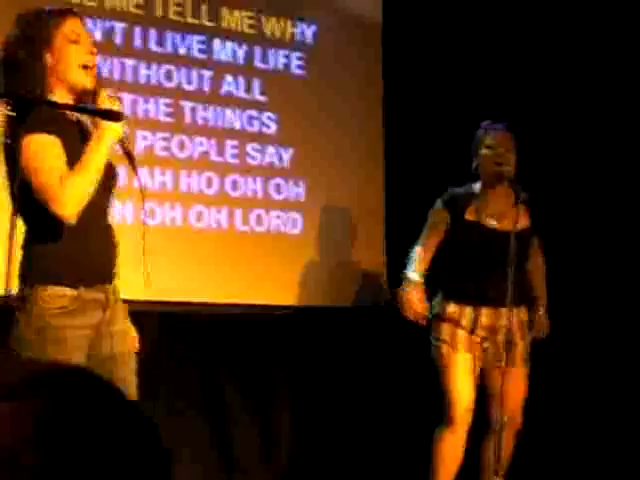 ME TELL ME WHY
N'T I LIVE MY LIFE
WITHOUT ALL
THE THINGS
PEOPLE SAY
AH HO OH OH
OH OH LORD